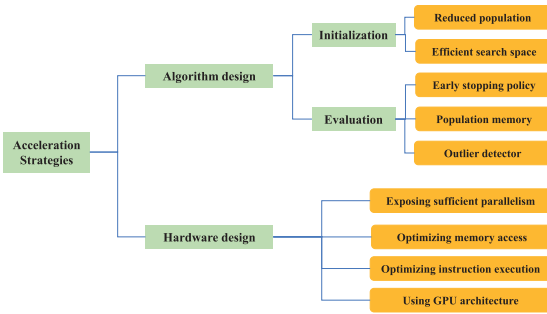 Acceleration
Strategies
Algorithm design
Initialization
Reduced population
Efficient search space
Evaluation
Early stopping policy
Population memory
Outlier detector
Hardware design
Exposing sufficient parallelism
Optimizing memory access
Optimizing instruction execution
Using GPU architecture